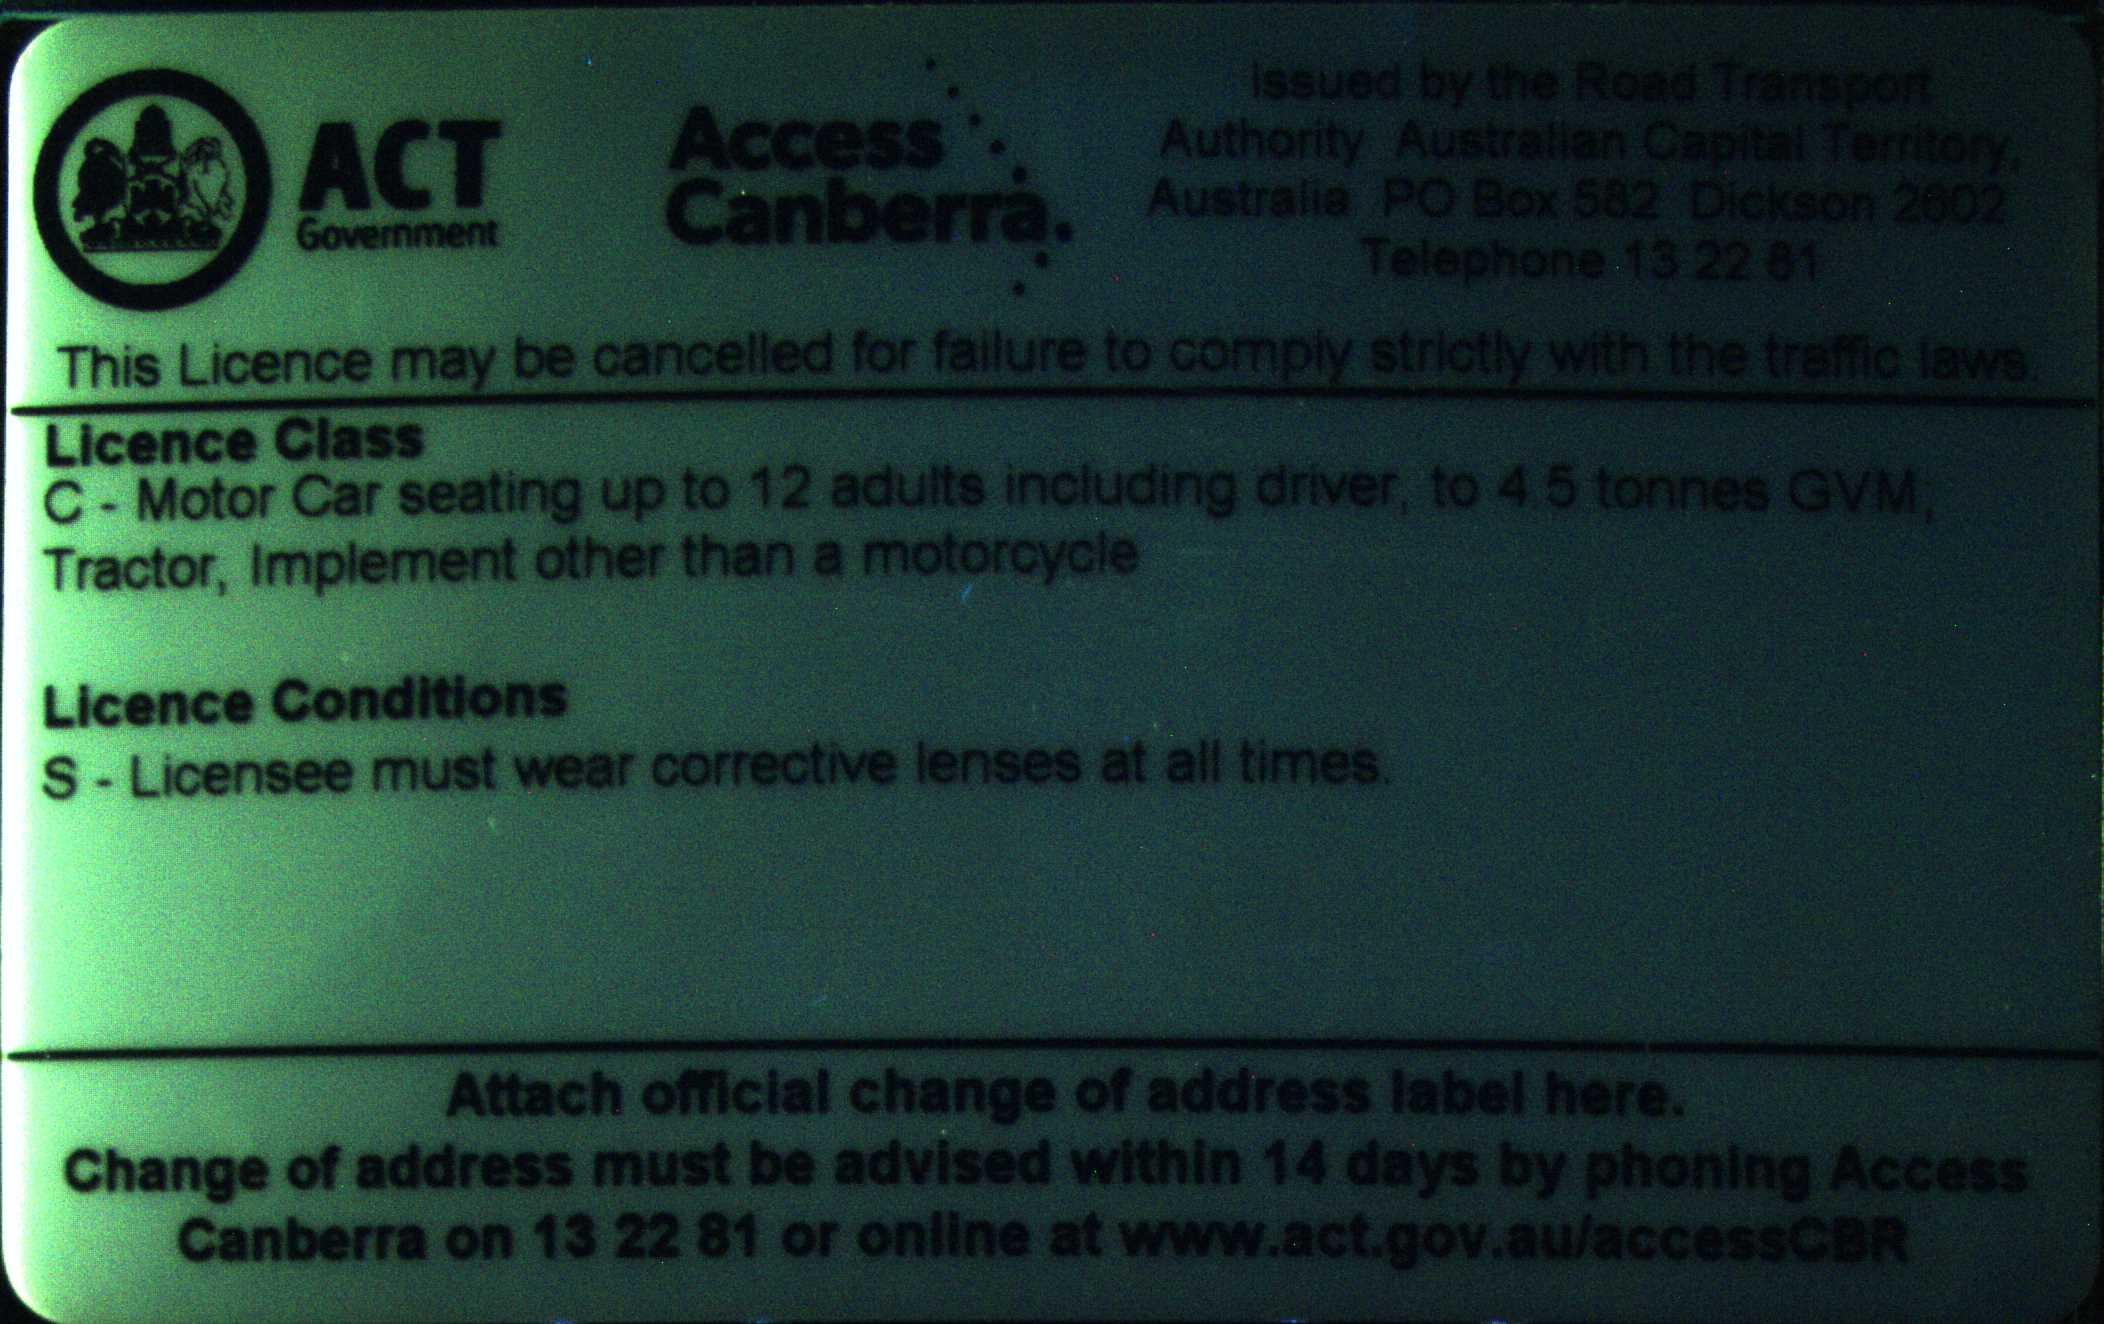 ACT
Government
Access
Canberra.
Issued by the Road Transport
Authority Australian Capital Territory,
Australia PO Box 582 Dickson 2602
Telephone 13 22 81
This Licence may be cancelled for failure to comply strictly with the traffic laws.
Licence Class
C - Motor Car seating up to 12 adults including driver, to 4.5 tonnes GVM,
Tractor, Implement other than a motorcycle
Licence Conditions
S - Licensee must wear corrective lenses at all times.
Attach official change of address label here.
Change of address must be advised within 14 days by phoning Access
Canberra on 13 22 81 or online at www.act.gov.au/accessCBR